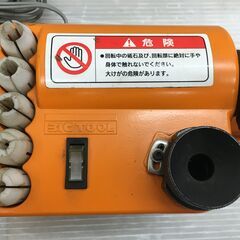 危険
●回転中の砥石及び、回転部に絶対に手や
身体で触れないでください。
大けがの危険があります。
BIGTOOL